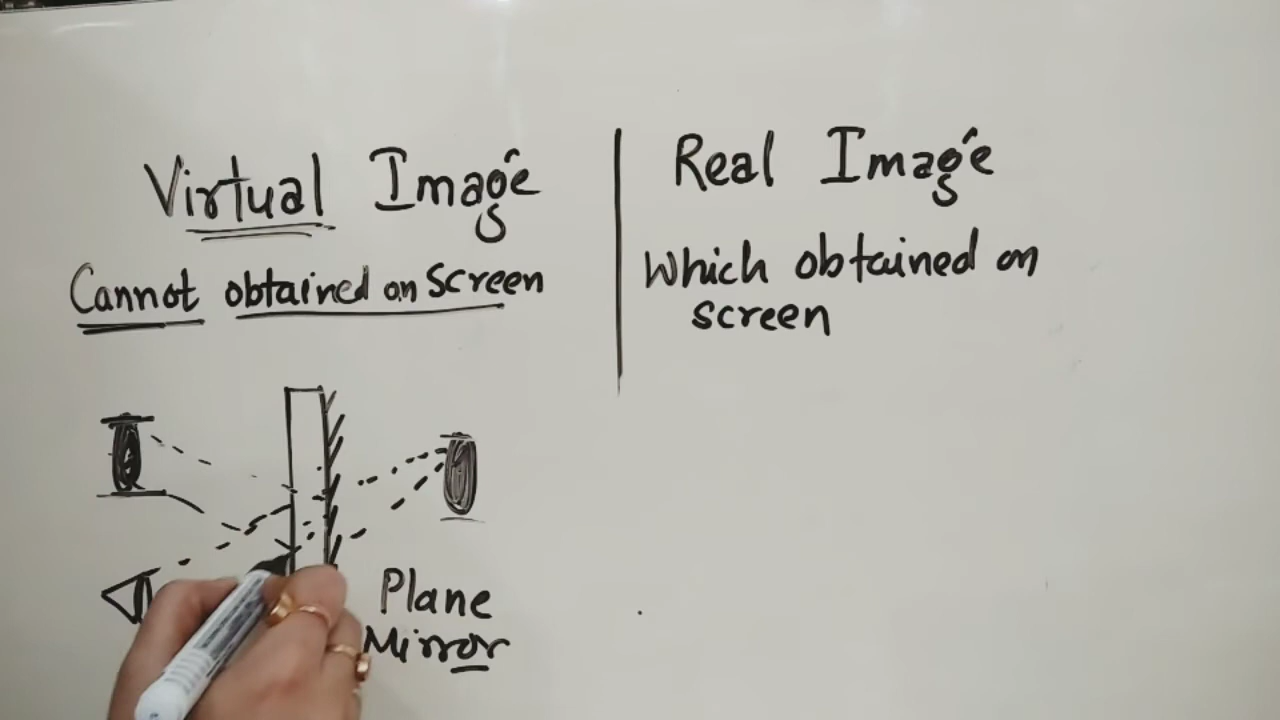 Virtual Image
Cannot obtained on screen
Real Image
Which obtained on
screen
Plane
Mirror